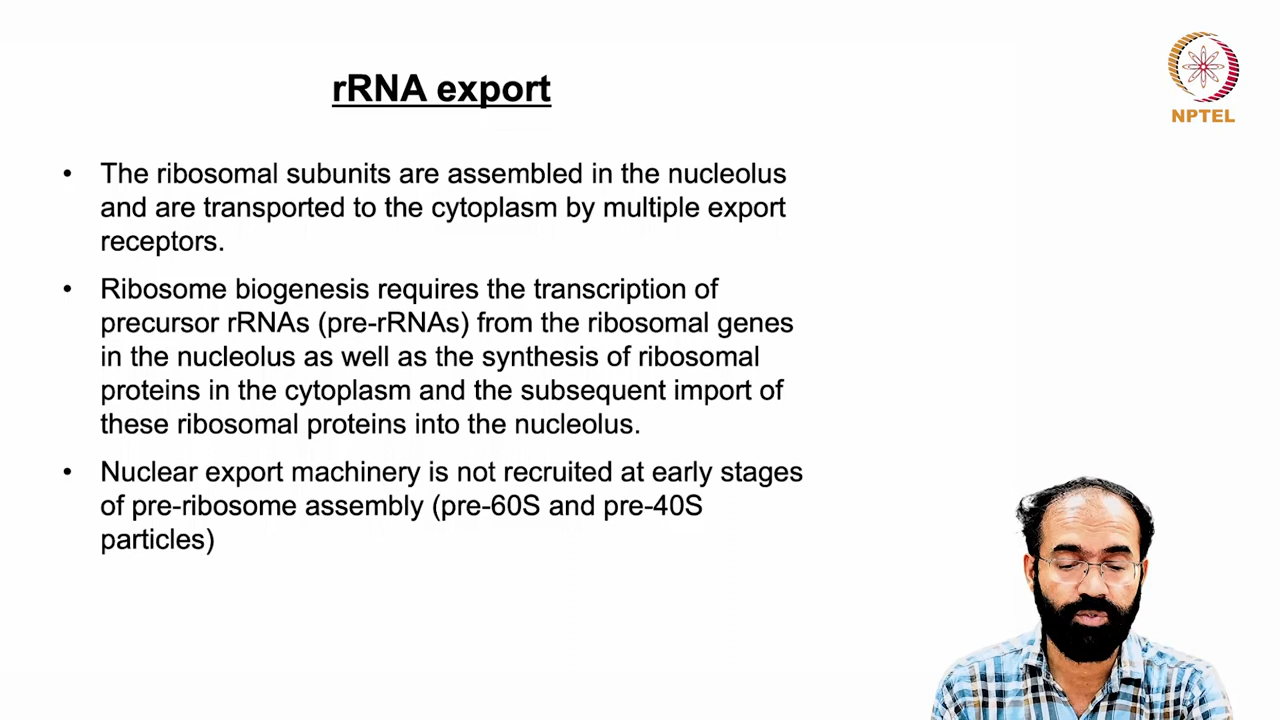 rRNA export
NPTEL
• The ribosomal subunits are assembled in the nucleolus
and are transported to the cytoplasm by multiple export
receptors.
• Ribosome biogenesis requires the transcription of
precursor rRNAs (pre-rRNAs) from the ribosomal genes
in the nucleolus as well as the synthesis of ribosomal
proteins in the cytoplasm and the subsequent import of
these ribosomal proteins into the nucleolus.
• Nuclear export machinery is not recruited at early stages
of pre-ribosome assembly (pre-60S and pre-40S
particles)